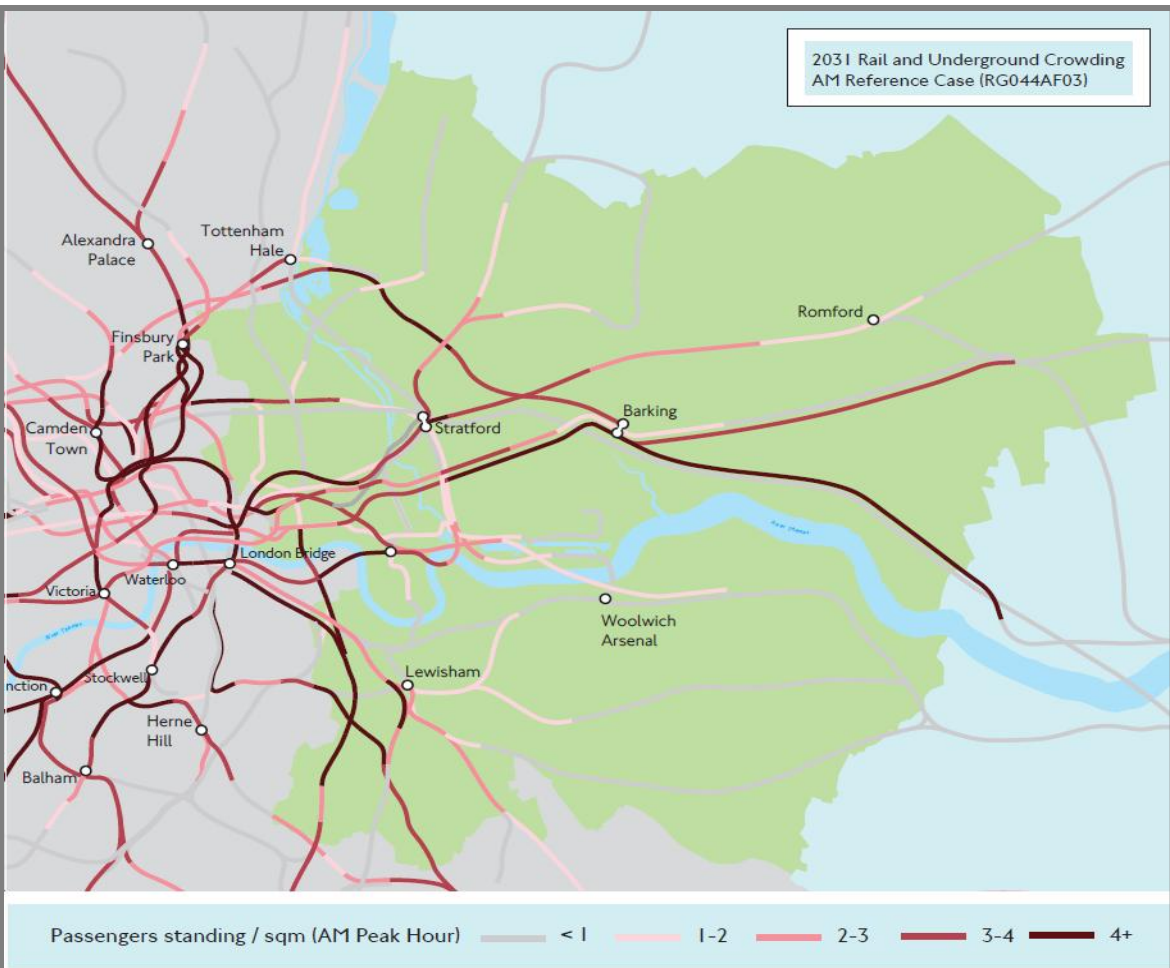 2031 Rail and Underground Crowding
AM Reference Case (RG044AF03)
Tottenham
Hale
Alexandra
Palace
Romford
Finsbury
Park
Barking
Camden
Town
Stratford
London Bridge
Waterloo
Victoria
Woolwich
Arsenal
Lewisham
Stockwell
nction
Herne
Hill
Balham
Passengers standing / sqm (AM Peak Hour)
< 1
1-2
2-3
3-4
4+